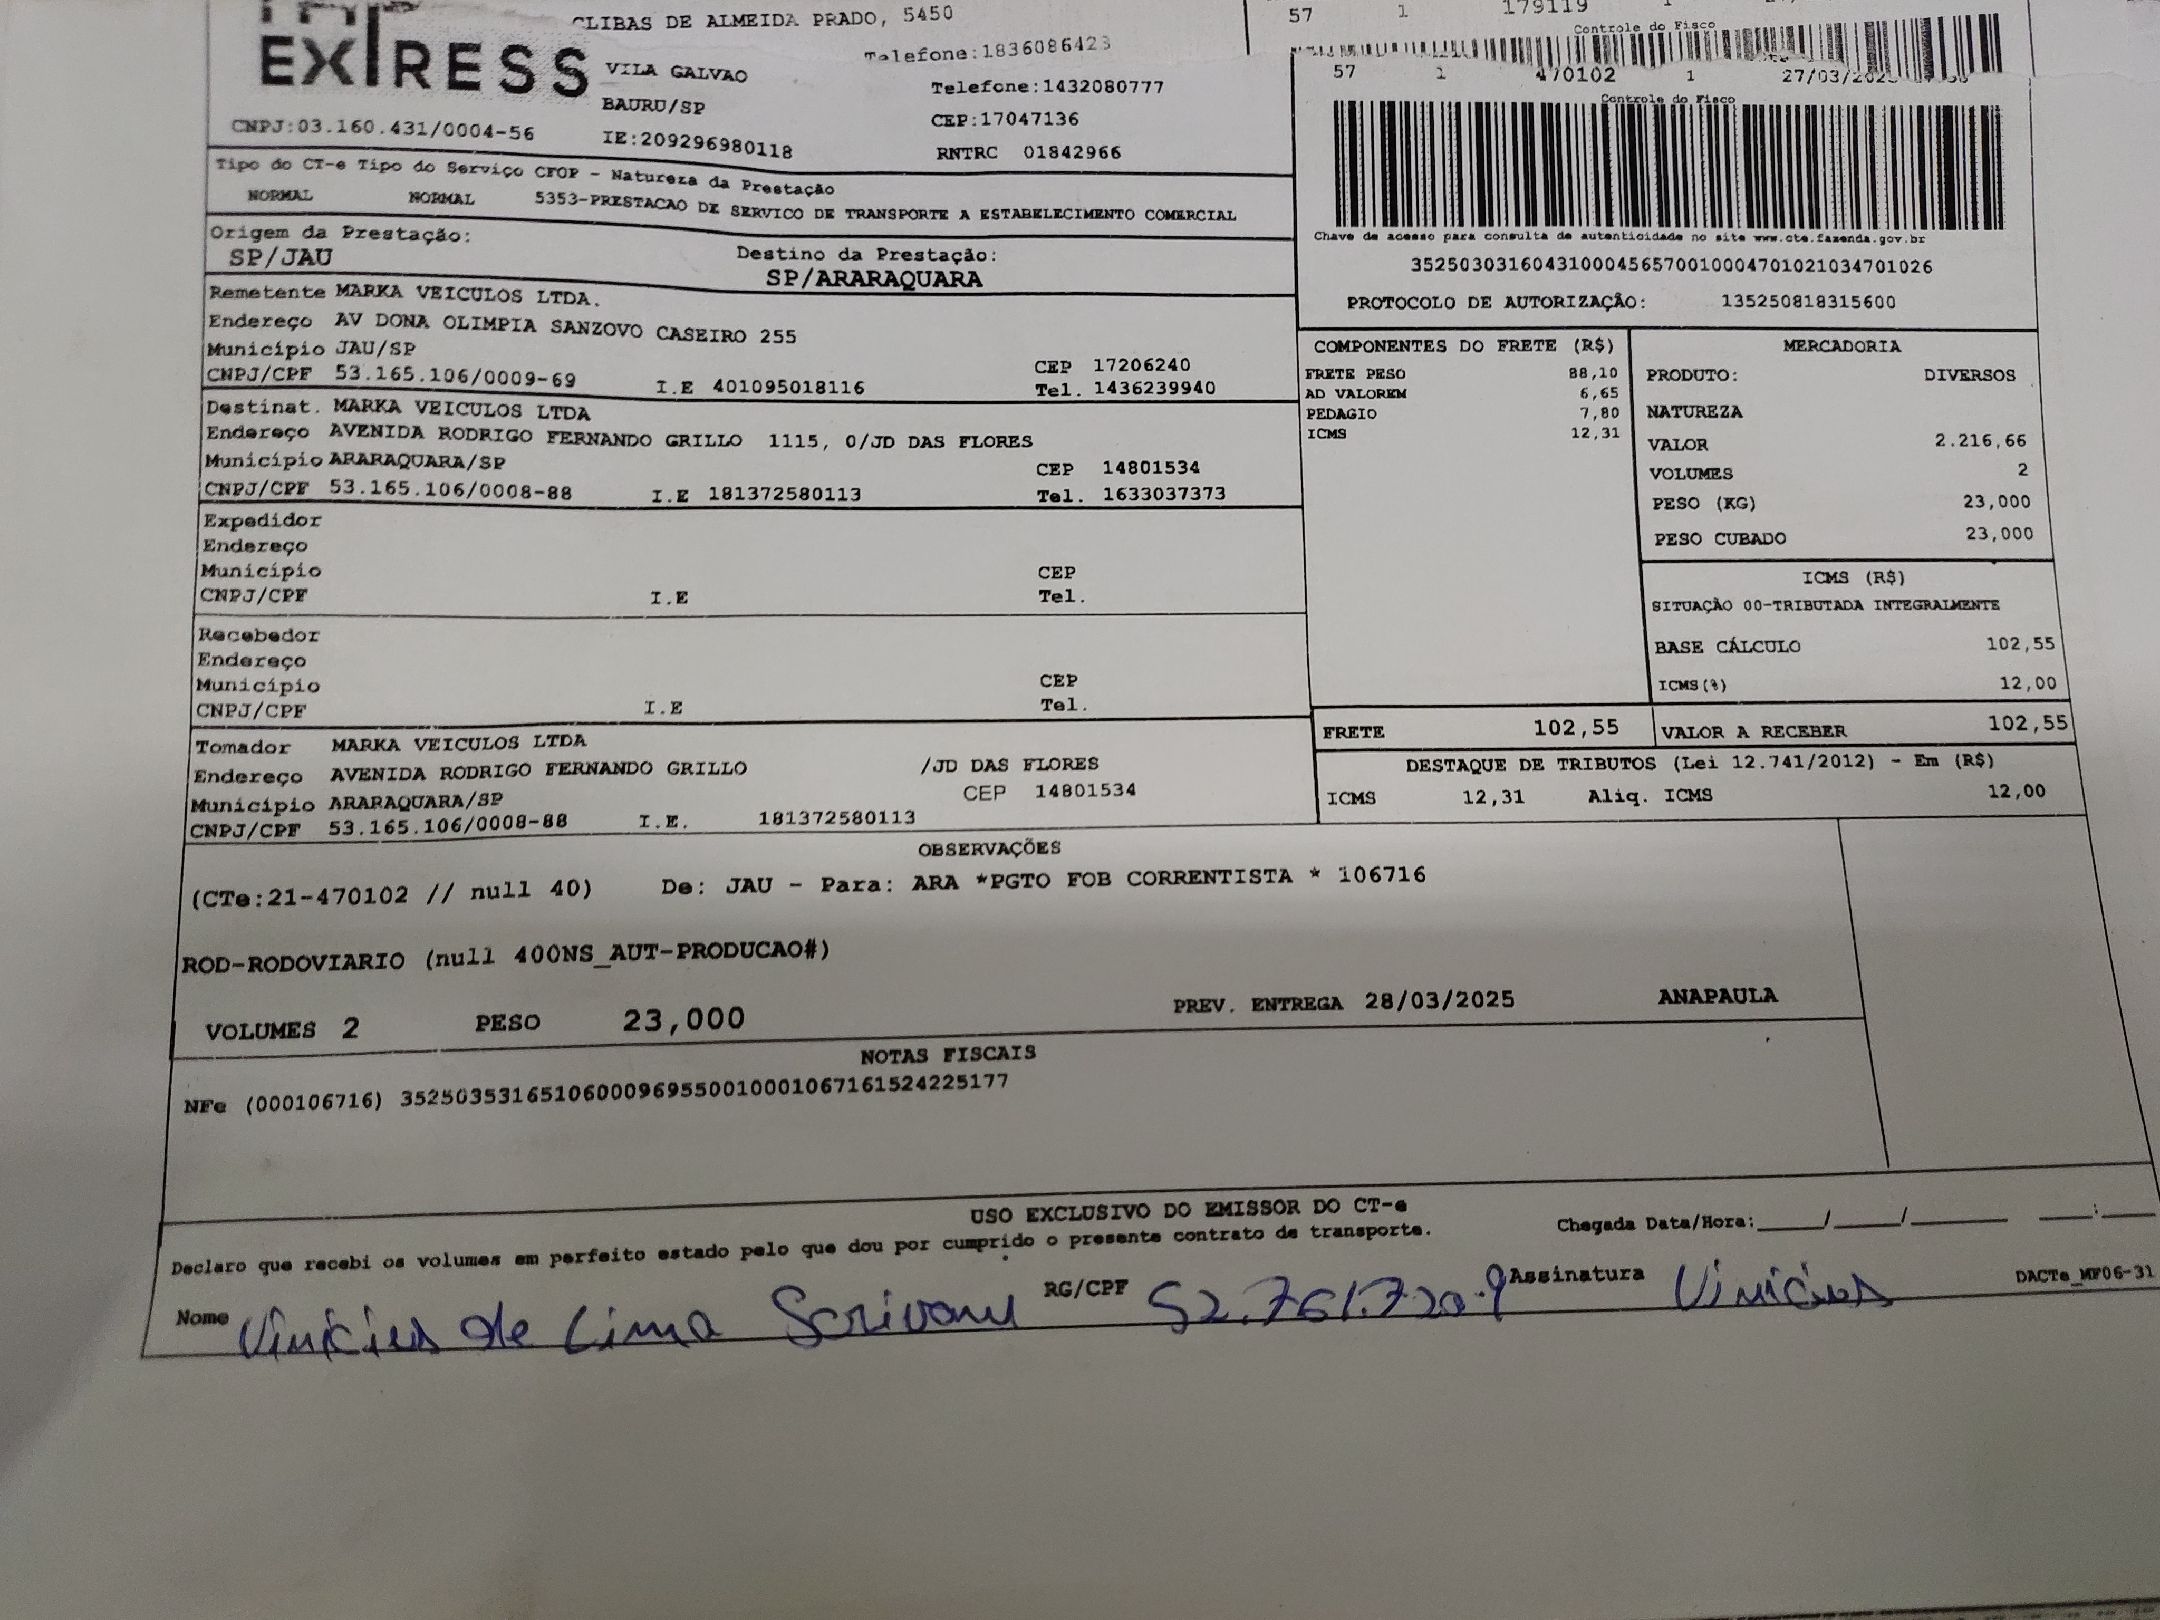 EXPRESS
CLIBAS DE ALMEIDA PRADO, 5450
Telefone:1836086423
VILA GALVAO
Telefone:1432080777
BAURU/SP
CEP:17047136
CNPJ:03.160.431/0004-56
IE:209296980118
RNTRC 01842966
57 1 179119 1
Controle do Fisco
57 1 470102 1 27/03/2025
Controle do Fisco
Chave de acesso para consulta de autenticidade no site www.cte.fazenda.gov.br
35250303160431000456570010004701021034701026
PROTOCOLO DE AUTORIZAÇÃO: 135250818315600
Tipo do CT-e Tipo do Serviço CFOP - Natureza da Prestação
NORMAL NORMAL 5353-PRESTACAO DE SERVICO DE TRANSPORTE A ESTABELECIMENTO COMERCIAL
Origem da Prestação:
SP/JAU
Destino da Prestação:
SP/ARARAQUARA
Remetente MARKA VEICULOS LTDA.
Endereço AV DONA OLIMPIA SANZOVO CASEIRO 255
Município JAU/SP CEP 17206240
CNPJ/CPF 53.165.106/0009-69 I.E 401095018116 Tel. 1436239940
Destinat. MARKA VEICULOS LTDA
Endereço AVENIDA RODRIGO FERNANDO GRILLO 1115, 0/JD DAS FLORES
Município ARARAQUARA/SP CEP 14801534
CNPJ/CPF 53.165.106/0008-88 I.E 181372580113 Tel. 1633037373
Expedidor
Endereço
Município CEP
CNPJ/CPF I.E Tel.
Recebedor
Endereço
Município CEP
CNPJ/CPF I.E Tel.
Tomador MARKA VEICULOS LTDA
Endereço AVENIDA RODRIGO FERNANDO GRILLO /JD DAS FLORES
Município ARARAQUARA/SP CEP 14801534
CNPJ/CPF 53.165.106/0008-88 I.E. 181372580113
COMPONENTES DO FRETE (R$)
FRETE PESO 88,10
AD VALOREM 6,65
PEDAGIO 7,80
ICMS 12,31
MERCADORIA
PRODUTO: DIVERSOS
NATUREZA
VALOR 2.216,66
VOLUMES 2
PESO (KG) 23,000
PESO CUBADO 23,000
ICMS (R$)
SITUAÇÃO 00-TRIBUTADA INTEGRALMENTE
BASE CÁLCULO 102,55
ICMS(%) 12,00
FRETE 102,55 VALOR A RECEBER 102,55
DESTAQUE DE TRIBUTOS (Lei 12.741/2012) - Em (R$)
ICMS 12,31 Aliq. ICMS 12,00
OBSERVAÇÕES
(CTe:21-470102 // null 40) De: JAU - Para: ARA *PGTO FOB CORRENTISTA * 106716
ROD-RODOVIARIO (null 400NS_AUT-PRODUCAO#)
VOLUMES 2 PESO 23,000 PREV. ENTREGA 28/03/2025 ANAPAULA
NOTAS FISCAIS
NFe (000106716) 35250353165106000969550010001067161524225177
USO EXCLUSIVO DO EMISSOR DO CT-e
Declaro que recebi os volumes em perfeito estado pelo que dou por cumprido o presente contrato de transporte.
Chegada Data/Hora:____/____/______ ___:___
Nome Vinicius de Lima Scrivani RG/CPF 52.761.720-9 Assinatura Vinicius
DACTe_MF06-31